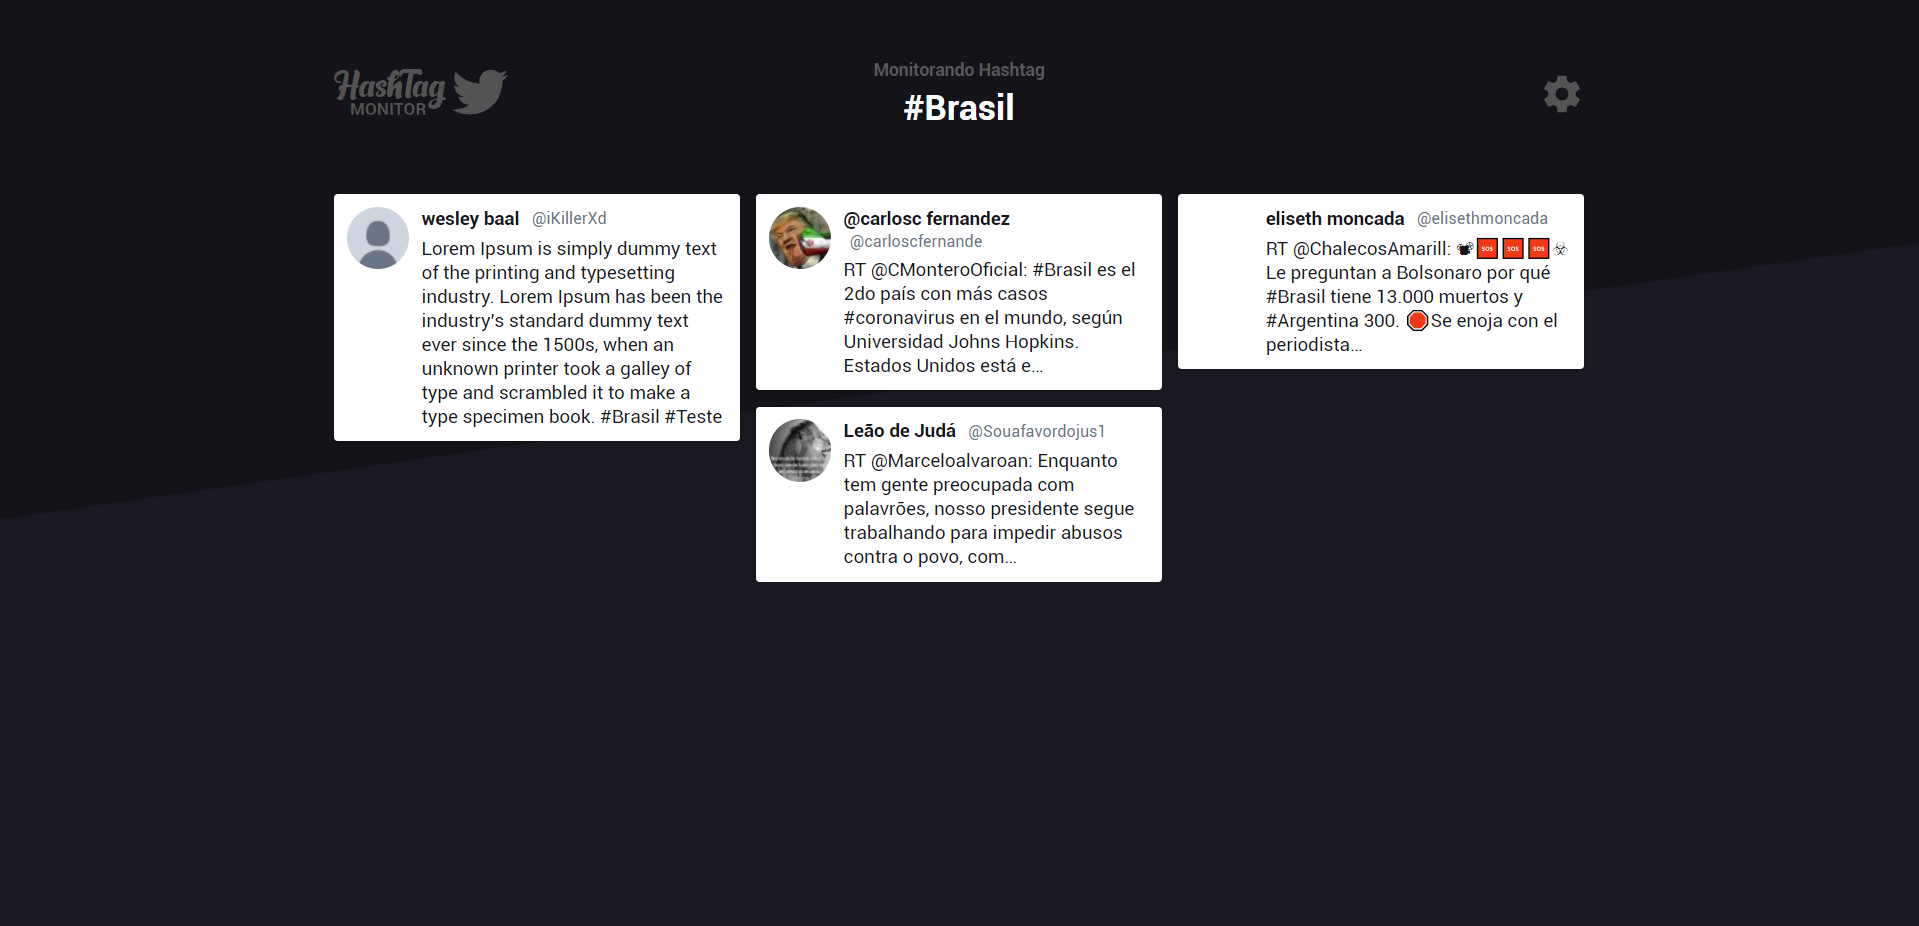 HashTag
MONITOR
Monitorando Hashtag
#Brasil
wesley baal @iKillerXd
Lorem Ipsum is simply dummy text
of the printing and typesetting
industry. Lorem Ipsum has been the
industry's standard dummy text
ever since the 1500s, when an
unknown printer took a galley of
type and scrambled it to make a
type specimen book. #Brasil #Teste
@carlosc fernandez
@carloscfernande
RT @CMonteroOficial: #Brasil es el
2do país con más casos
#coronavirus en el mundo, según
Universidad Johns Hopkins.
Estados Unidos está e…
Leão de Judá @Souafavordojus1
RT @Marceloalvaroan: Enquanto
tem gente preocupada com
palavrões, nosso presidente segue
trabalhando para impedir abusos
contra o povo, com…
eliseth moncada @elisethmoncada
RT @ChalecosAmarill: 📽🆘🆘🆘☣
Le preguntan a Bolsonaro por qué
#Brasil tiene 13.000 muertos y
#Argentina 300. 🛑Se enoja con el
periodista…